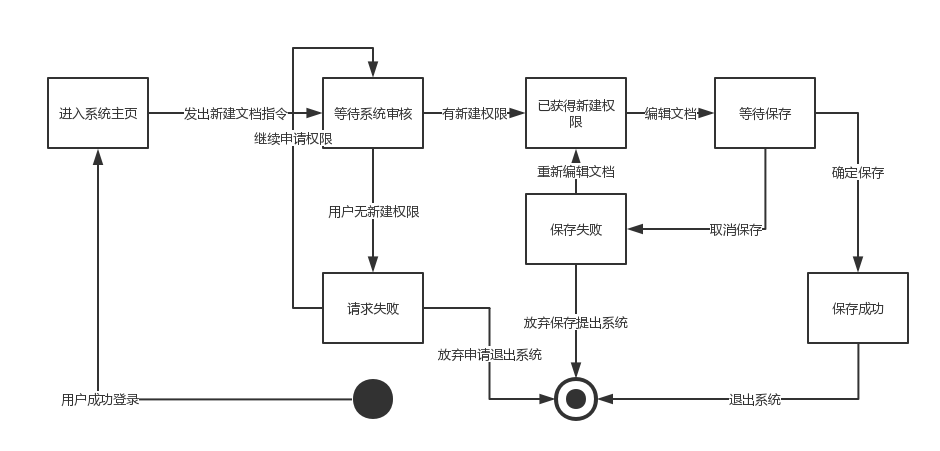 进入系统主页
发出新建文档指令
等待系统审核
有新建权限
已获得新建权
限
编辑文档
等待保存
继续申请权限
重新编辑文档
确定保存
用户无新建权限
保存失败
取消保存
请求失败
保存成功
放弃保存提出系统
放弃申请退出系统
用户成功登录
退出系统